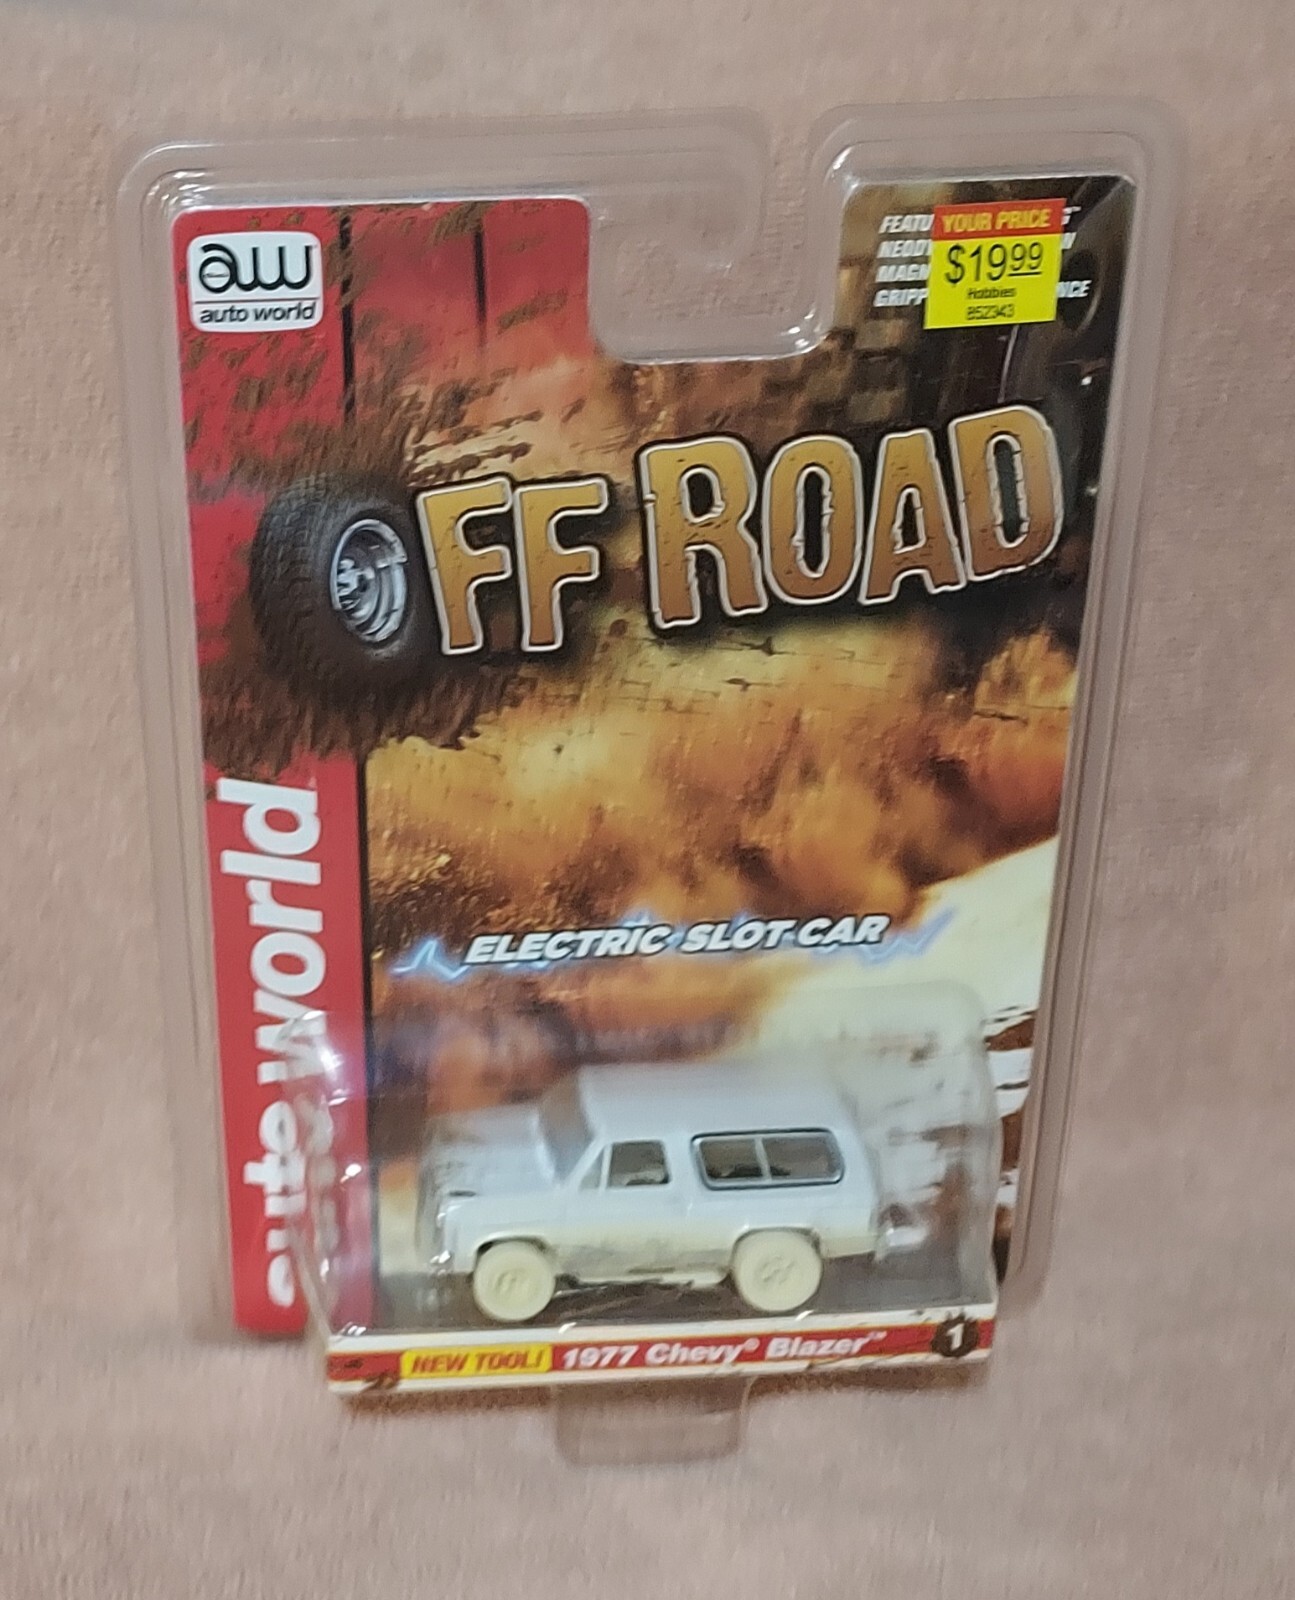 aw
auto world
YOUR PRICE
$19.99
Hobbies
852343
FF ROAD
auto world
ELECTRIC SLOT CAR
NEW TOOL! 1977 Chevy® Blazer™
1